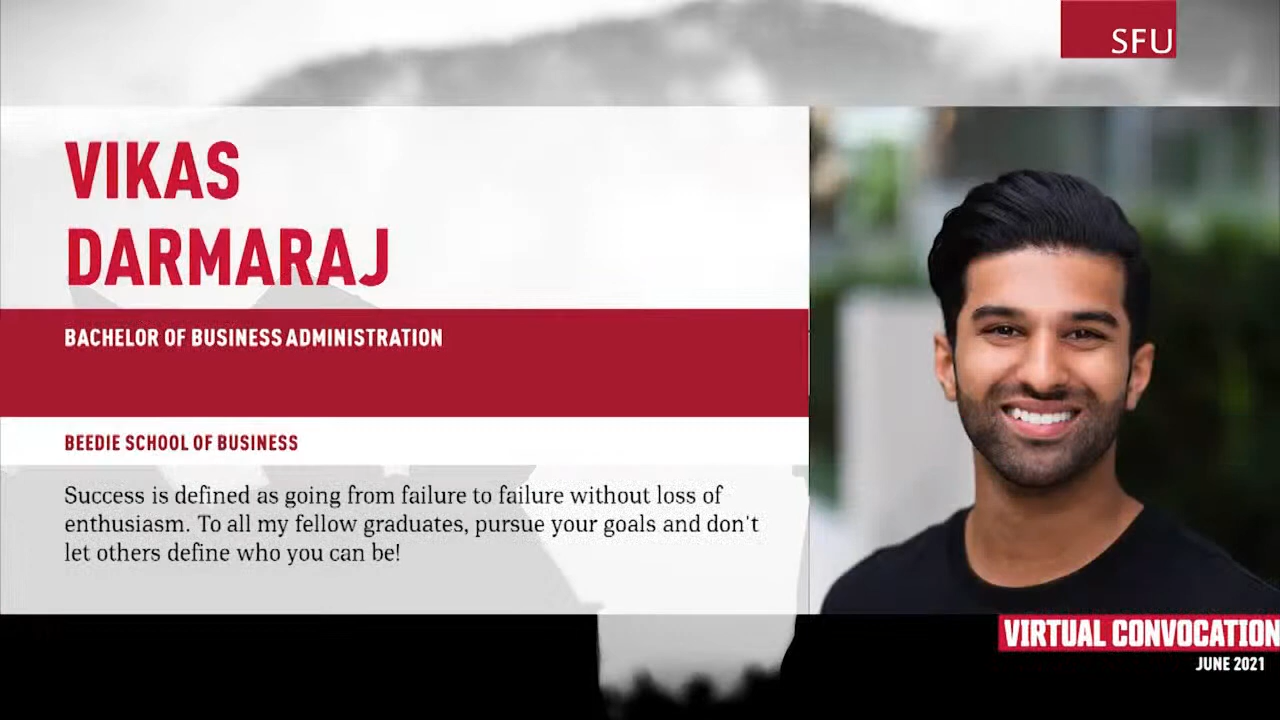 SFU
VIKAS
DARMARAJ
BACHELOR OF BUSINESS ADMINISTRATION
BEEDIE SCHOOL OF BUSINESS
Success is defined as going from failure to failure without loss of
enthusiasm. To all my fellow graduates, pursue your goals and don't
let others define who you can be!
VIRTUAL CONVOCATION
JUNE 2021